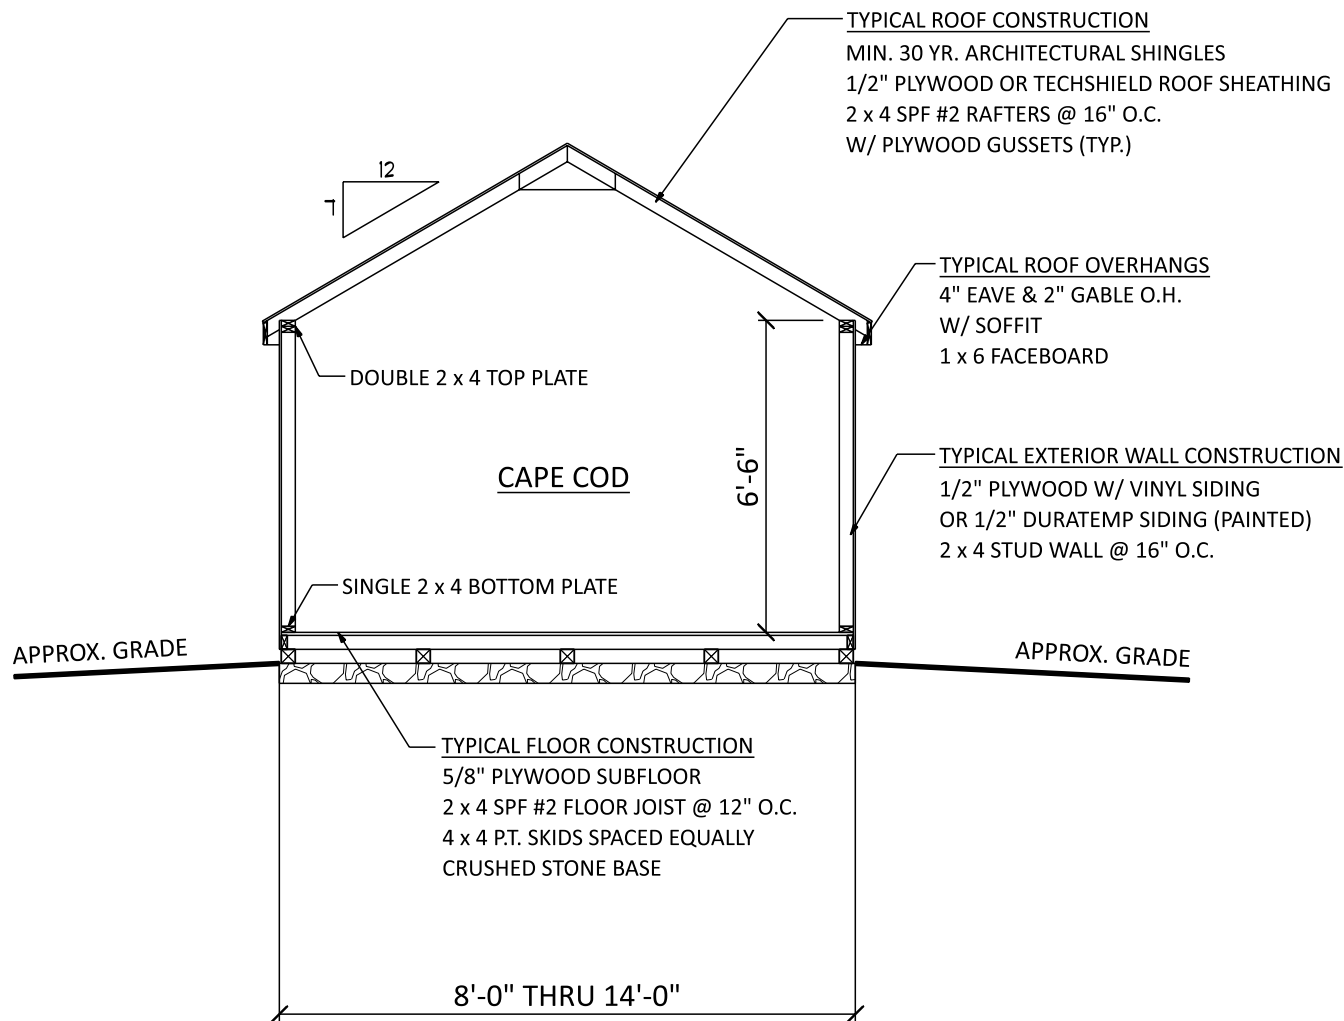 TYPICAL ROOF CONSTRUCTION
MIN. 30 YR. ARCHITECTURAL SHINGLES
1/2" PLYWOOD OR TECHSHIELD ROOF SHEATHING
2 x 4 SPF #2 RAFTERS @ 16" O.C.
W/ PLYWOOD GUSSETS (TYP.)
12
7
TYPICAL ROOF OVERHANGS
4" EAVE & 2" GABLE O.H.
W/ SOFFIT
1 x 6 FACEBOARD
DOUBLE 2 x 4 TOP PLATE
CAPE COD
6'-6"
TYPICAL EXTERIOR WALL CONSTRUCTION
1/2" PLYWOOD W/ VINYL SIDING
OR 1/2" DURATEMP SIDING (PAINTED)
2 x 4 STUD WALL @ 16" O.C.
SINGLE 2 x 4 BOTTOM PLATE
APPROX. GRADE
APPROX. GRADE
TYPICAL FLOOR CONSTRUCTION
5/8" PLYWOOD SUBFLOOR
2 x 4 SPF #2 FLOOR JOIST @ 12" O.C.
4 x 4 P.T. SKIDS SPACED EQUALLY
CRUSHED STONE BASE
8'-0" THRU 14'-0"